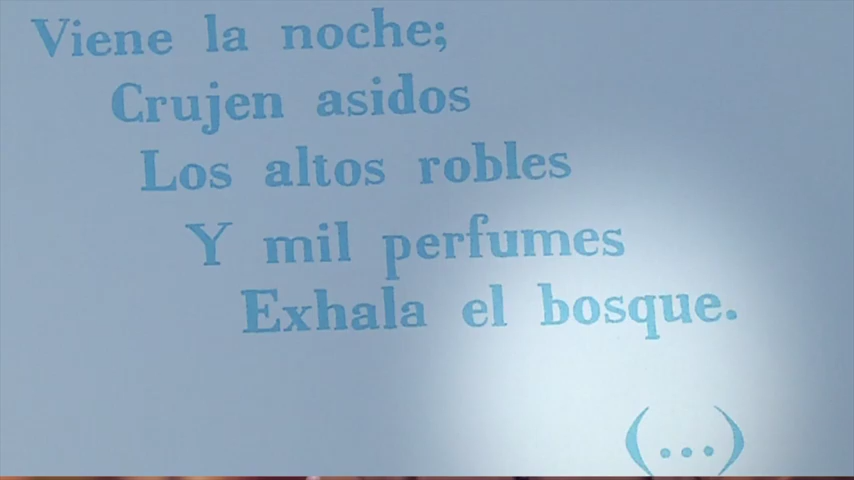 Viene la noche;
Crujen asidos
Los altos robles
Y mil perfumes
Exhala el bosque.
(...)